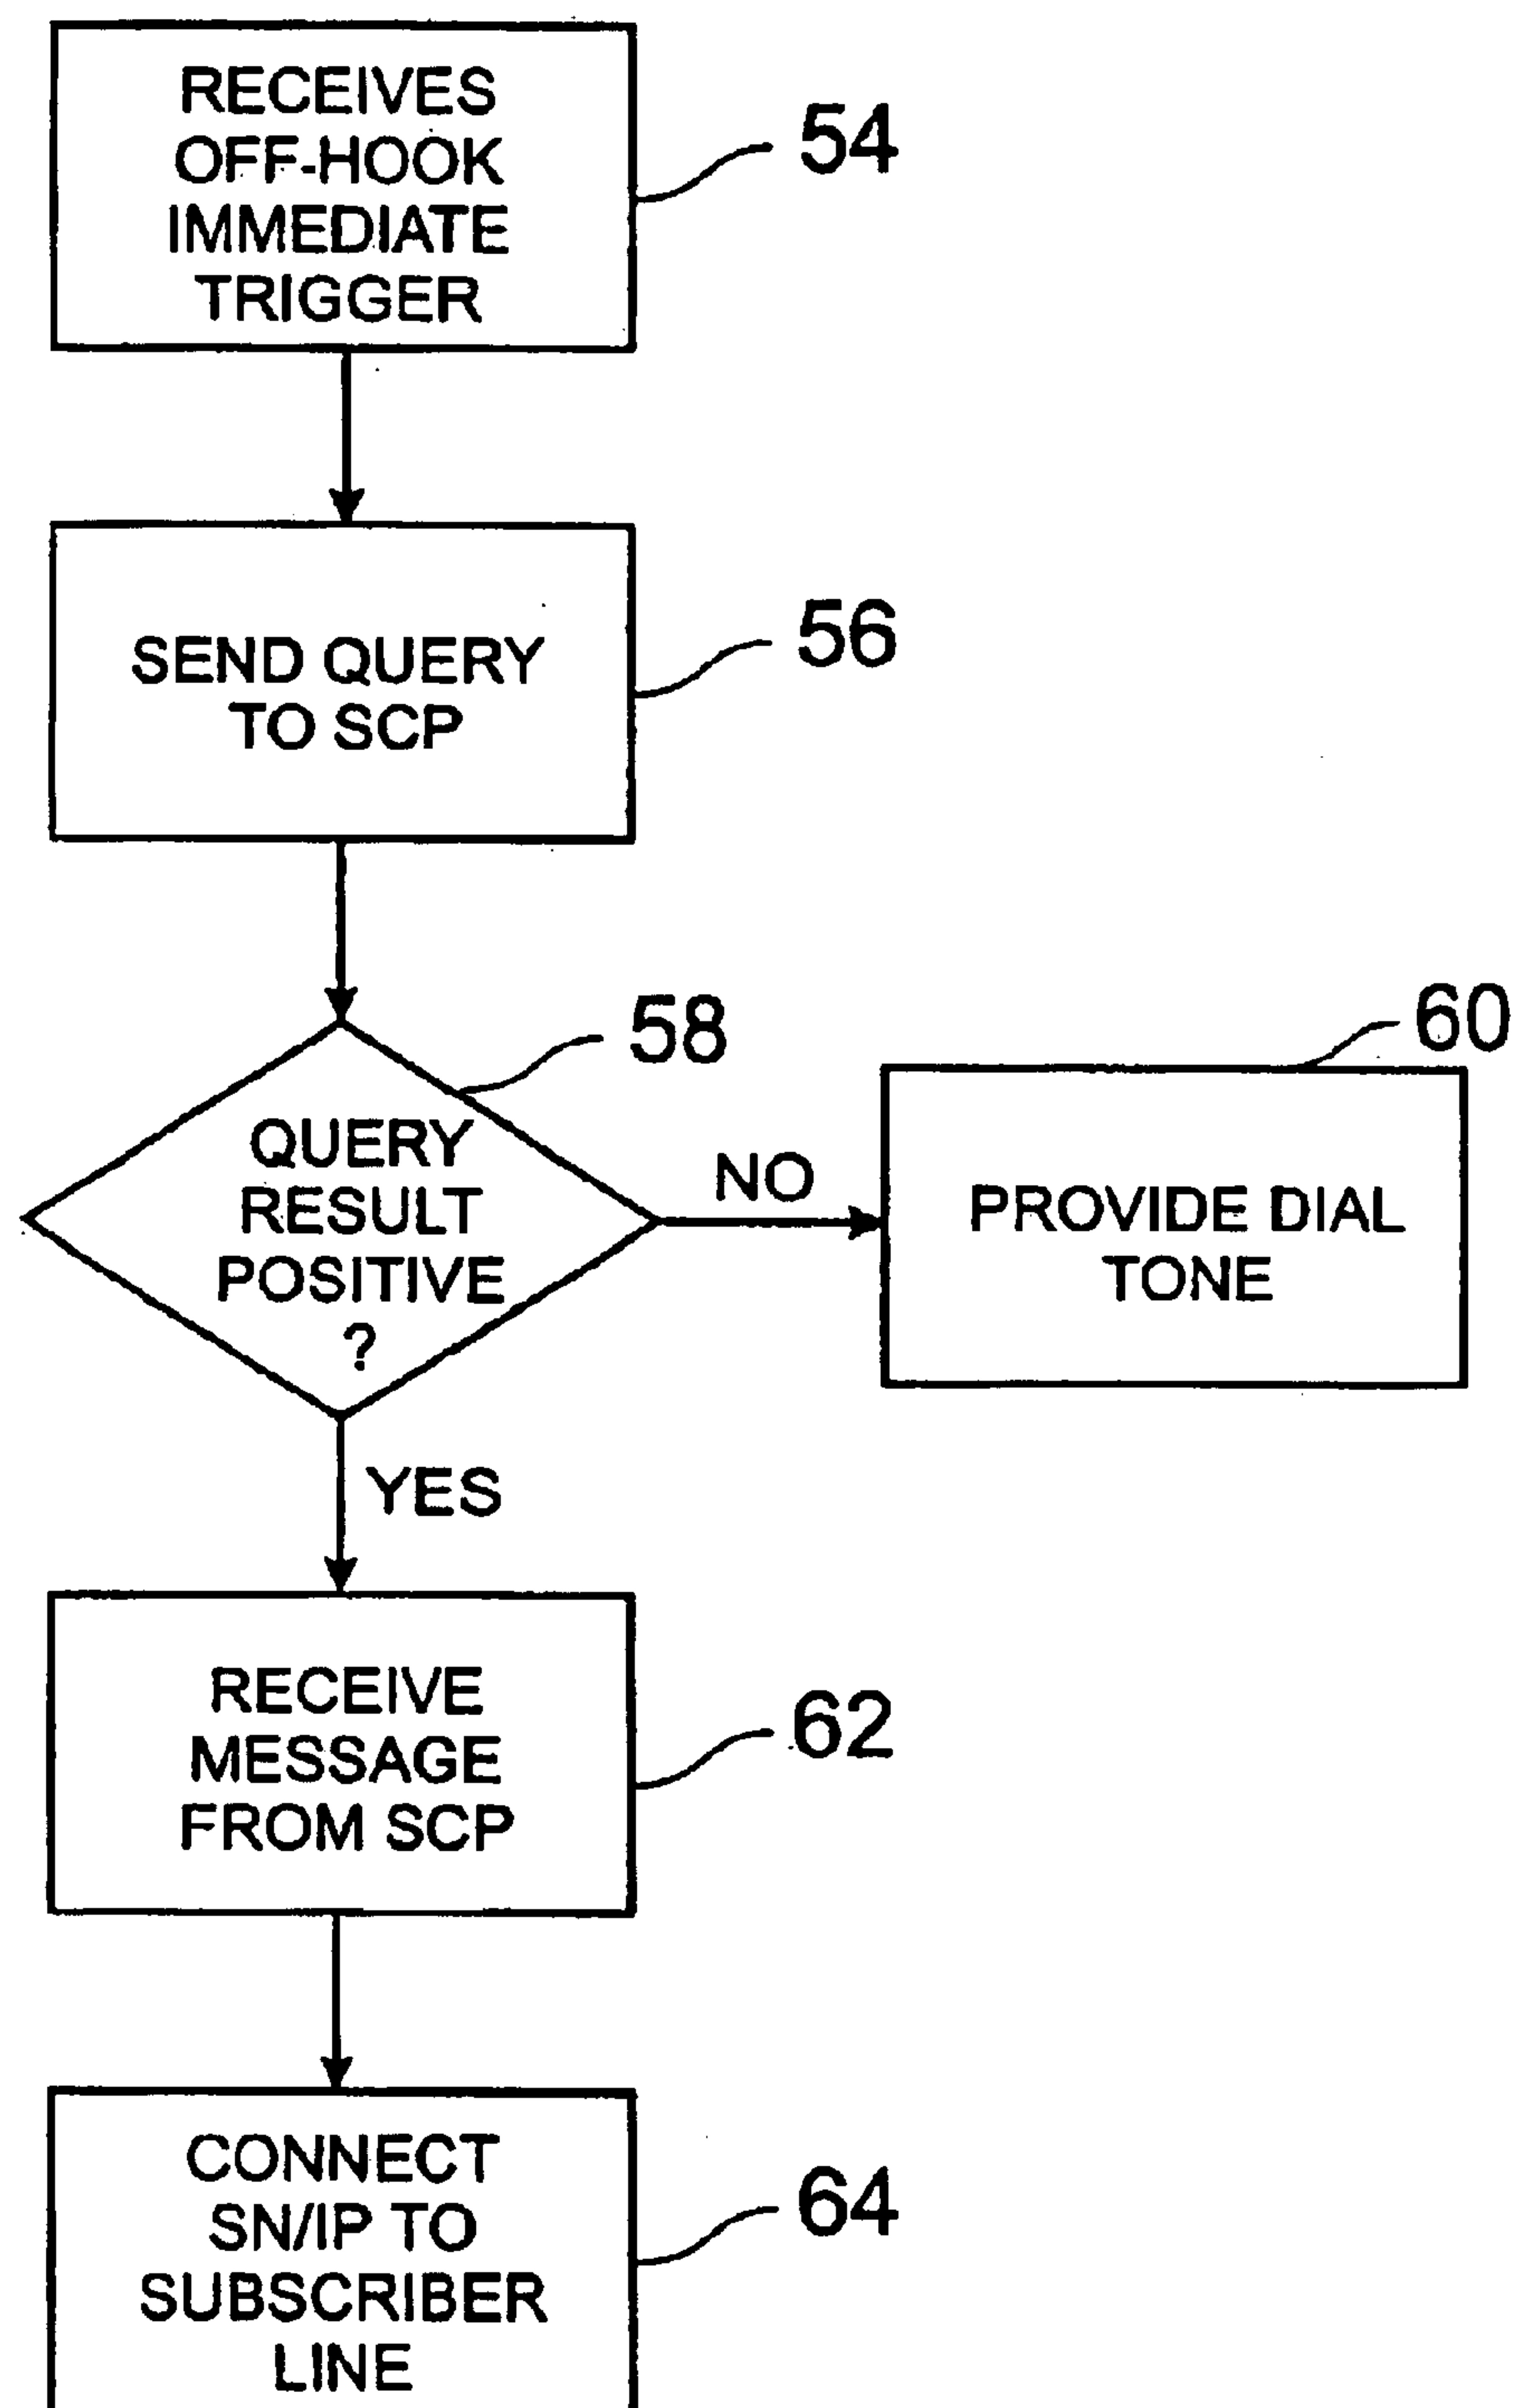 RECEIVES
OFF-HOOK
IMMEDIATE
TRIGGER
54
SEND QUERY
TO SCP
56
58
QUERY
RESULT
POSITIVE
?
NO
60
PROVIDE DIAL
TONE
YES
RECEIVE
MESSAGE
FROM SCP
62
CONNECT
SN/IP TO
SUBSCRIBER
LINE
64